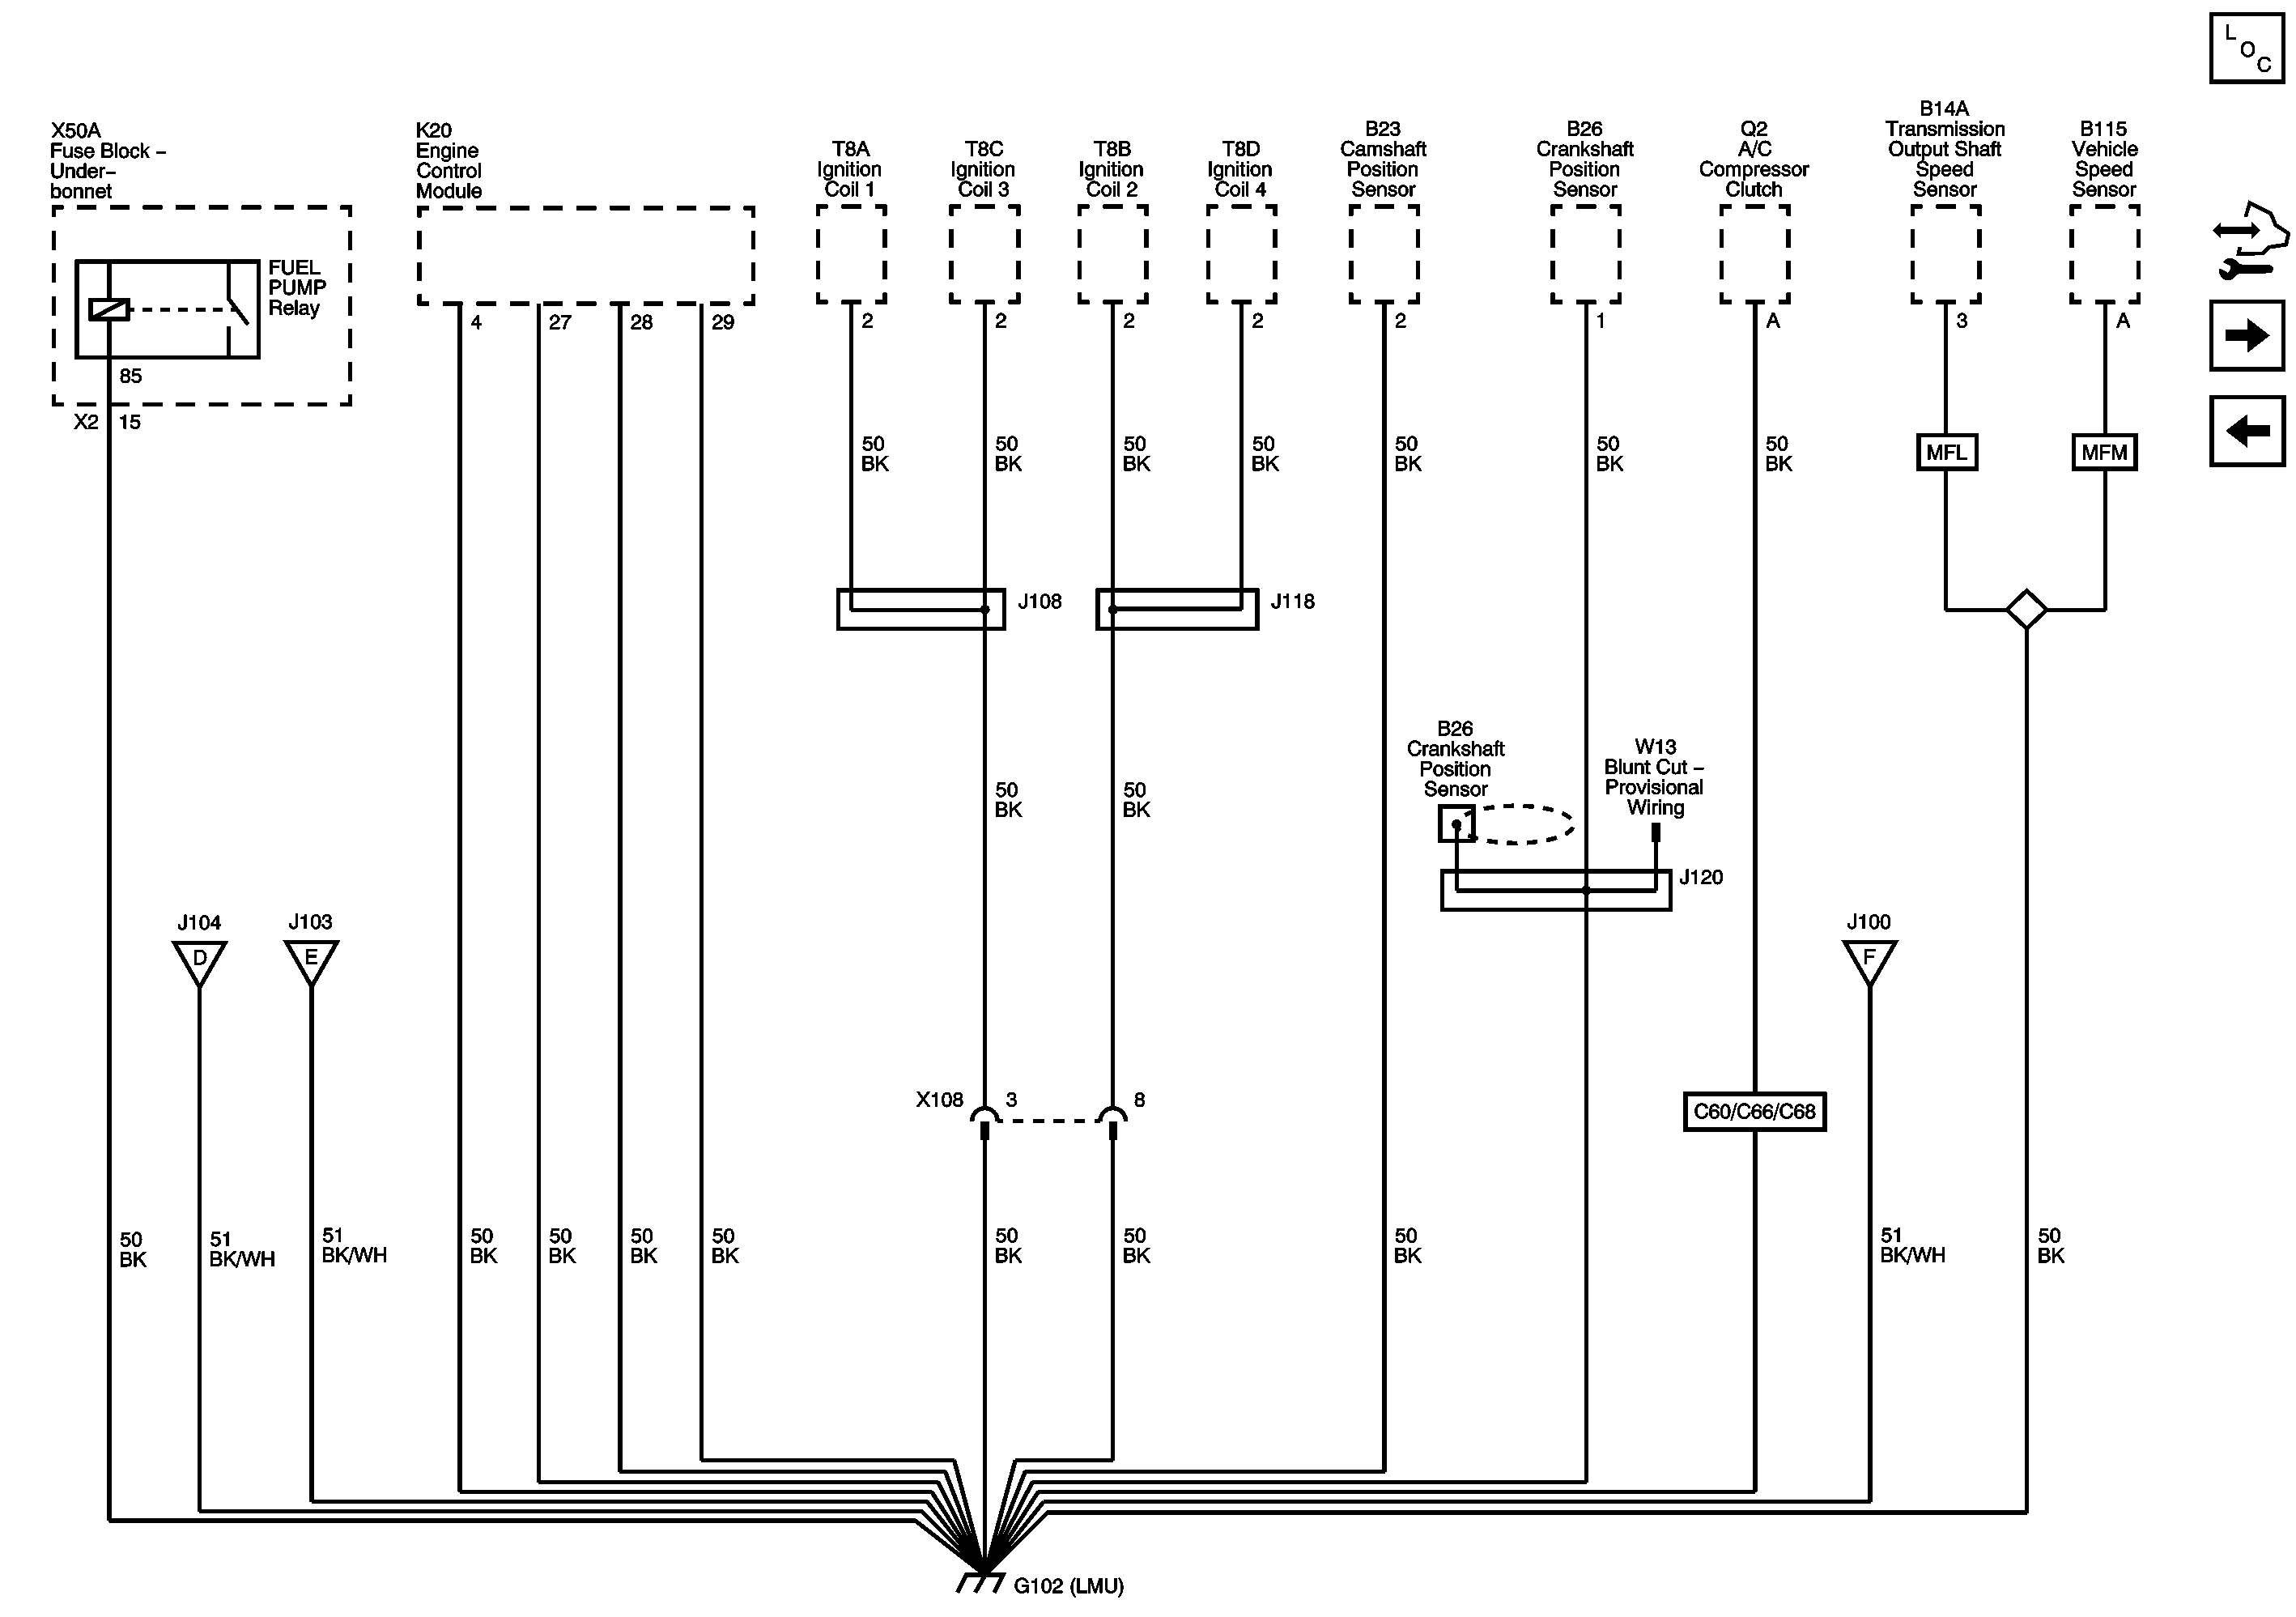 L
O
C
X50A
Fuse Block –
Under–
bonnet
K20
Engine
Control
Module
T8A
Ignition
Coil 1
T8C
Ignition
Coil 3
T8B
Ignition
Coil 2
T8D
Ignition
Coil 4
B23
Camshaft
Position
Sensor
B26
Crankshaft
Position
Sensor
Q2
A/C
Compressor
Clutch
B14A
Transmission
Output Shaft
Speed
Sensor
B115
Vehicle
Speed
Sensor
FUEL
PUMP
Relay
85
X2
15
4
27
28
29
2
2
2
2
2
1
A
3
A
50
BK
50
BK
50
BK
50
BK
50
BK
50
BK
50
BK
MFL
MFM
J108
J118
B26
Crankshaft
Position
Sensor
W13
Blunt Cut –
Provisional
Wiring
50
BK
50
BK
J120
J104
D
J103
E
J100
F
X108
3
8
C60/C66/C68
50
BK
51
BK/WH
51
BK/WH
50
BK
50
BK
50
BK
50
BK
50
BK
50
BK
50
BK
51
BK/WH
50
BK
G102 (LMU)